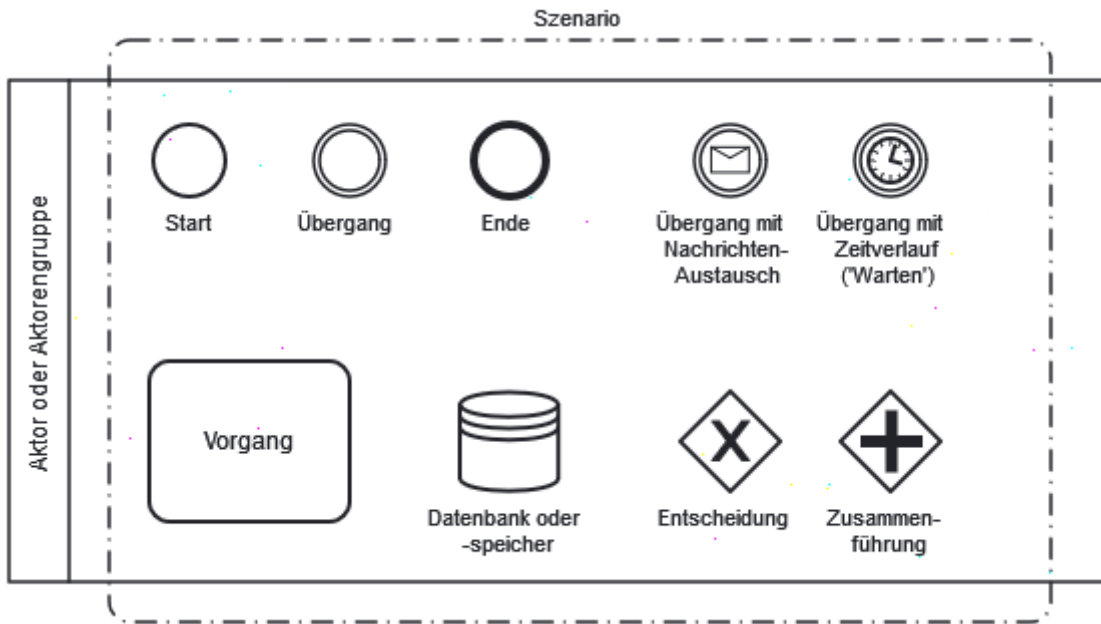 Szenario
Aktor oder Aktorengruppe
Start
Übergang
Ende
Übergang mit
Nachrichten-
Austausch
Übergang mit
Zeitverlauf
('Warten')
Vorgang
X
Datenbank oder
-speicher
Entscheidung
Zusammen-
führung